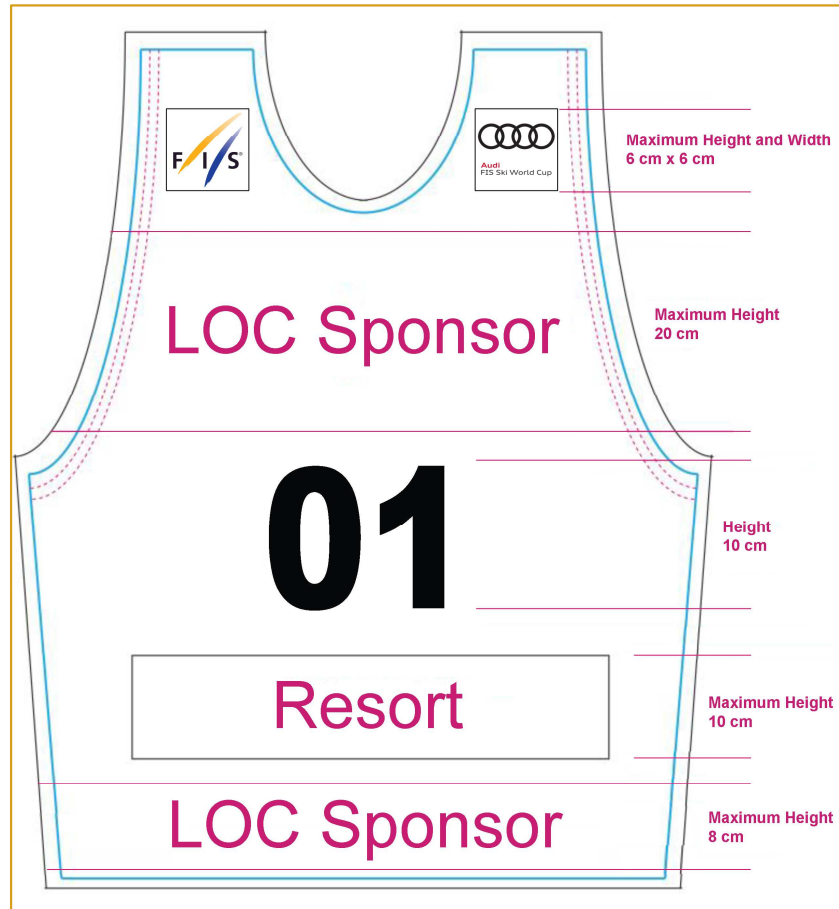 FIS®
Audi
FIS Ski World Cup
Maximum Height and Width
6 cm x 6 cm
LOC Sponsor
Maximum Height
20 cm
01
Height
10 cm
Resort
Maximum Height
10 cm
LOC Sponsor
Maximum Height
8 cm